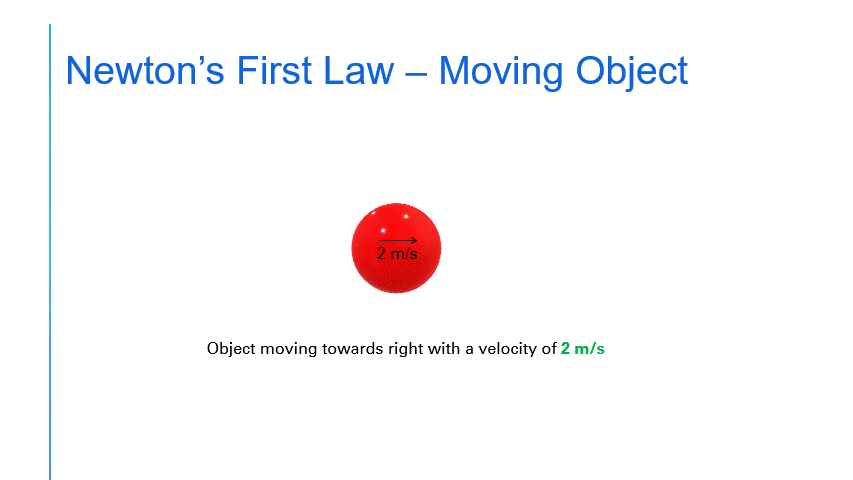 Newton’s First Law – Moving Object
2 m/s
Object moving towards right with a velocity of 2 m/s